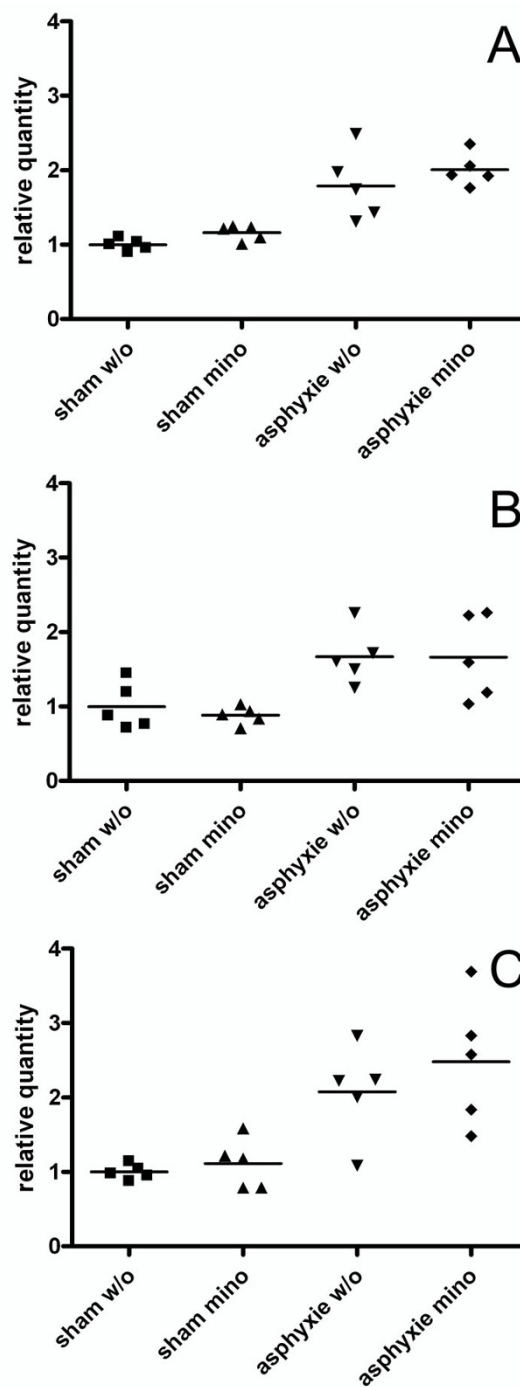 A
relative quantity
4
3
2
1
0
sham w/o
sham mino
asphyxie w/o
asphyxie mino
B
relative quantity
4
3
2
1
0
sham w/o
sham mino
asphyxie w/o
asphyxie mino
C
relative quantity
4
3
2
1
0
sham w/o
sham mino
asphyxie w/o
asphyxie mino